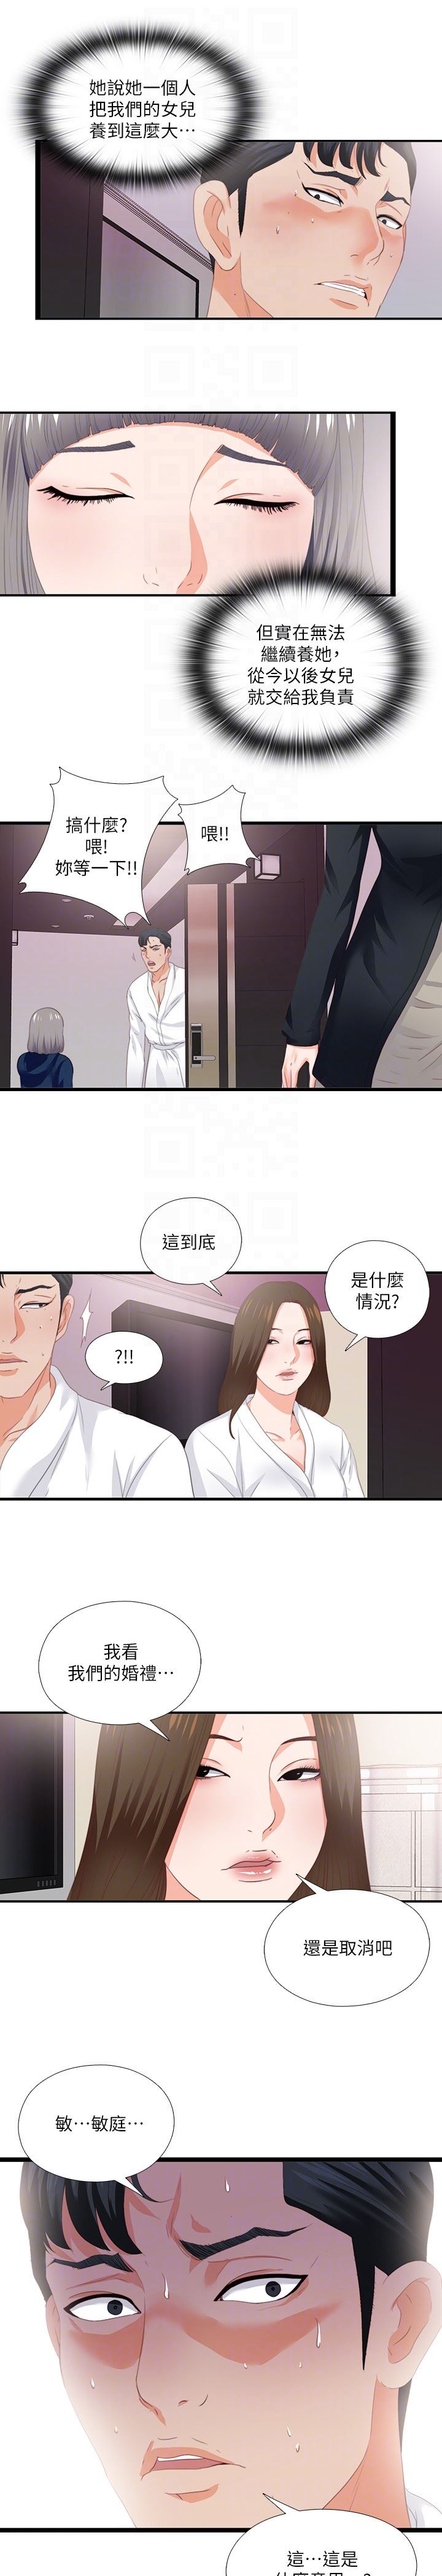 她說她一個人
把我們的女兒
養到這麼大…
但實在無法
繼續養她，
從今以後女兒
就交給我負責
搞什麼?
喂!
妳等一下!!
喂!!
這到底
是什麼
情況?
?!!
我看
我們的婚禮…
還是取消吧
敏…敏庭…
這…這是